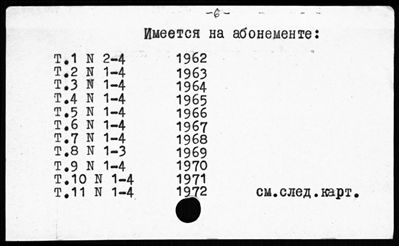 -6-
Имеется на абонементе:
Т.1 N 2-4 1962
Т.2 N 1-4 1963
Т.3 N 1-4 1964
Т.4 N 1-4 1965
Т.5 N 1-4 1966
Т.6 N 1-4 1967
Т.7 N 1-4 1968
Т.8 N 1-3 1969
Т.9 N 1-4 1970
Т.10 N 1-4 1971
Т.11 N 1-4 1972 см.след.карт.